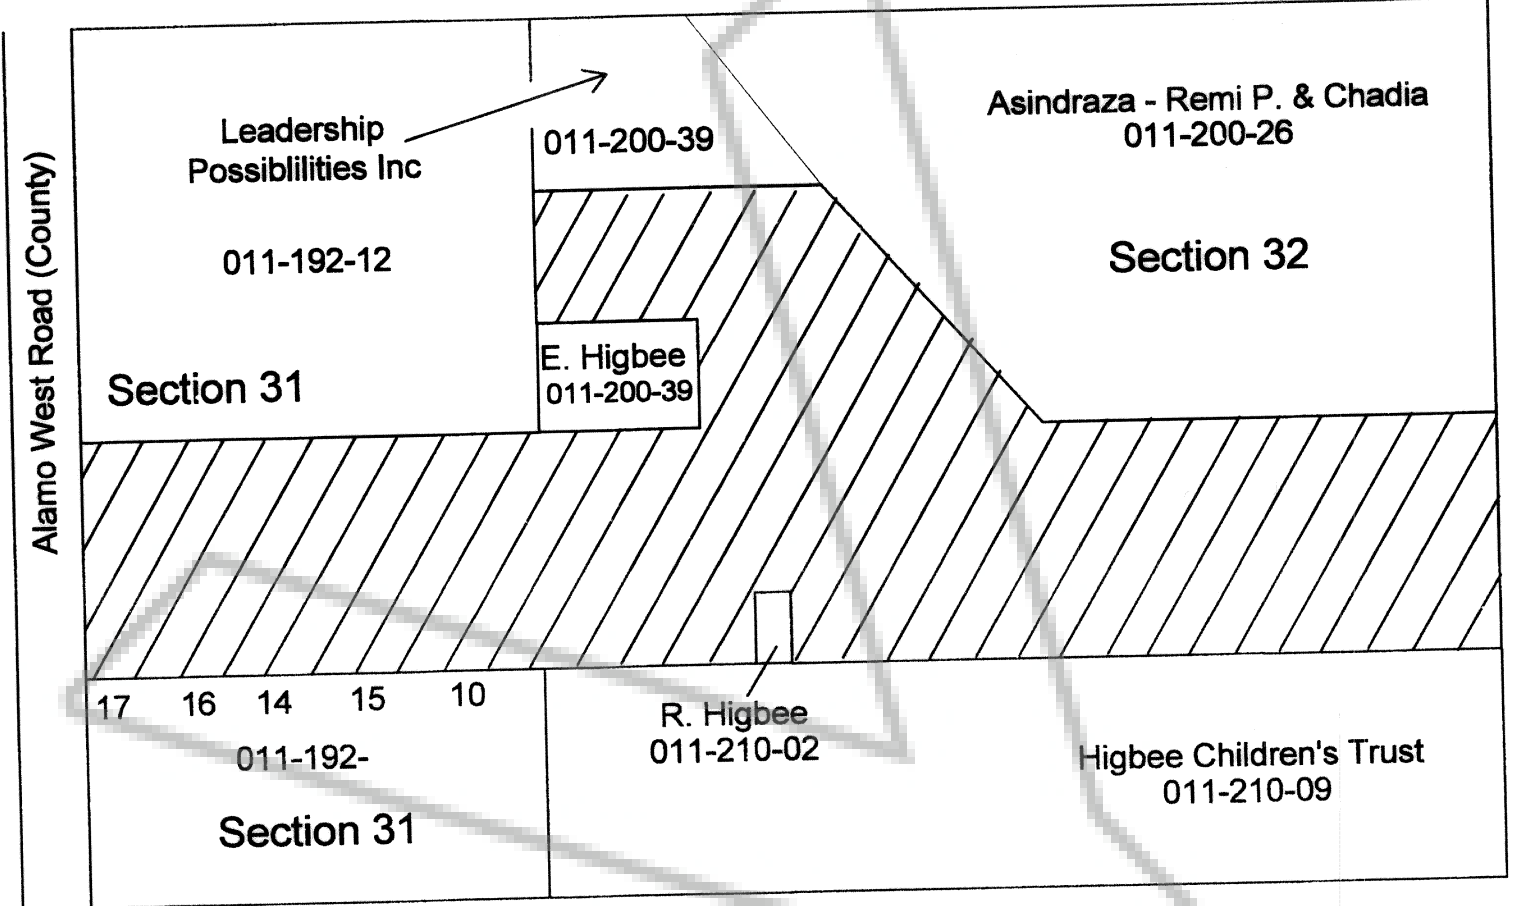 Alamo West Road (County)
Leadership
Possiblilities Inc
011-192-12
Section 31
011-200-39
E. Higbee
011-200-39
Asindraza - Remi P. & Chadia
011-200-26
Section 32
17 16 14 15 10
011-192-
Section 31
R. Higbee
011-210-02
Higbee Children's Trust
011-210-09